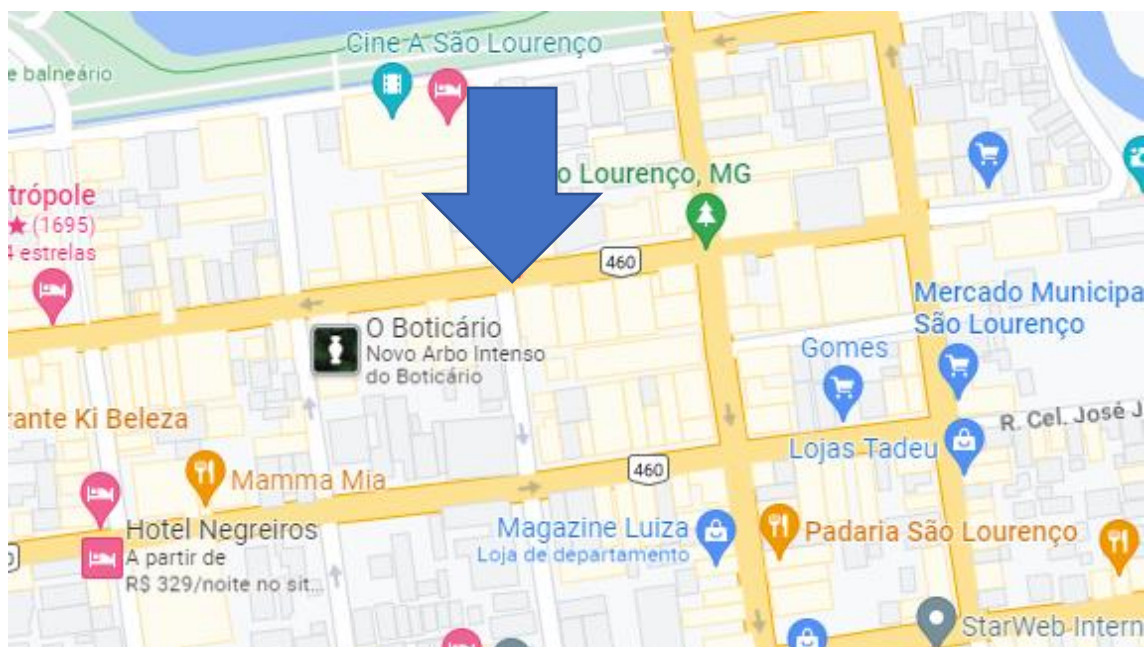 Cine A São Lourenço
e balneário
o Lourenço, MG
trópole
(1695)
estrelas
460
Mercado Municipa
São Lourenço
O Boticário
Novo Arbo Intenso
do Boticário
Gomes
rante Ki Beleza
R. Cel. José J
Lojas Tadeu
460
Mamma Mia
Hotel Negreiros
A partir de
R$ 329/noite no sit...
Magazine Luiza
Loja de departamento
Padaria São Lourenço
StarWeb Intern